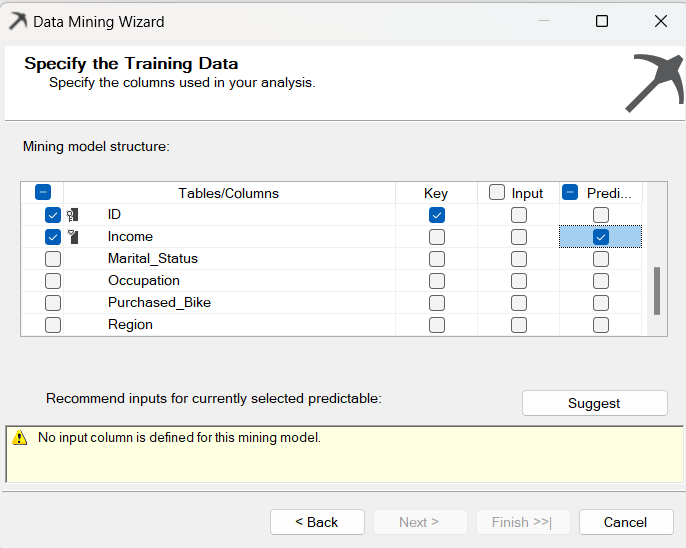 Data Mining Wizard
Specify the Training Data
Specify the columns used in your analysis.
Mining model structure:
Tables/Columns Key Input Predi...
ID
Income
Marital_Status
Occupation
Purchased_Bike
Region
Recommend inputs for currently selected predictable:
Suggest
No input column is defined for this mining model.
< Back Next > Finish >>| Cancel